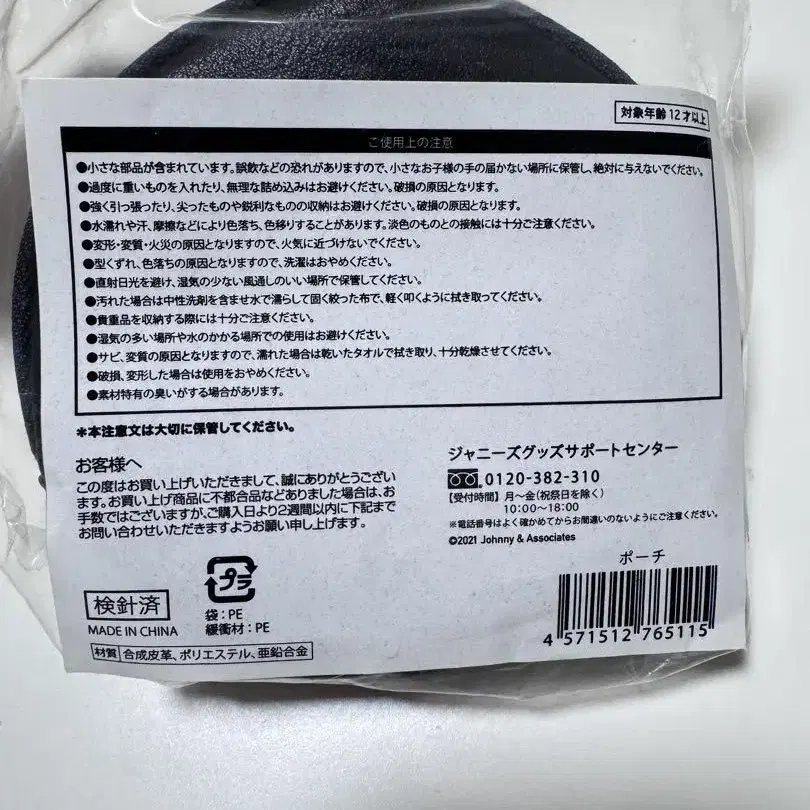 対象年齢12才以上
ご使用上の注意
●小さな部品が含まれています。誤飲などの恐れがありますので、小さなお子様の手の届かない場所に保管し、絶対に与えないでください。
●過度に重いものを入れたり、無理な詰め込みはお避けください。破損の原因となります。
●強く引っ張ったり、尖ったものや鋭利なものの収納はお避けください。破損の原因となります。
●水濡れや汗、摩擦などにより色落ち、色移りすることがあります。淡色のものとの接触には十分ご注意ください。
●変形・変質・火災の原因となりますので、火気に近づけないでください。
●型くずれ、色落ちの原因となりますので、洗濯はおやめください。
●直射日光を避け、湿気の少ない風通しのいい場所で保管してください。
●汚れた場合は中性洗剤を含ませ水で濡らして固く絞った布で、軽く叩くように拭き取ってください。
●貴重品を収納する際には十分ご注意ください。
●湿気の多い場所や水のかかる場所での使用はお避けください。
●サビ、変質の原因となりますので、濡れた場合は乾いたタオルで拭き取り、十分乾燥させてください。
●破損、変形した場合は使用をおやめください。
●素材特有の臭いがする場合があります。
*本注意文は大切に保管してください。
お客様へ
この度はお買い上げいただきまして、誠にありがとうござい
ます。お買い上げ商品に不都合品などありました場合は、お
手数ではございますが、ご購入日より2週間以内に下記まで
お問い合わせいただきますようお願い申し上げます。
ジャニーズグッズサポートセンター
0120-382-310
【受付時間】月〜金(祝祭日を除く)
10:00〜18:00
※電話番号はよく確かめてからお間違いのないようにご注意ください。
©2021 Johnny & Associates
ポーチ
4 571512 765115
検針済
MADE IN CHINA
プラ
袋:PE
緩衝材:PE
材質 合成皮革、ポリエステル、亜鉛合金